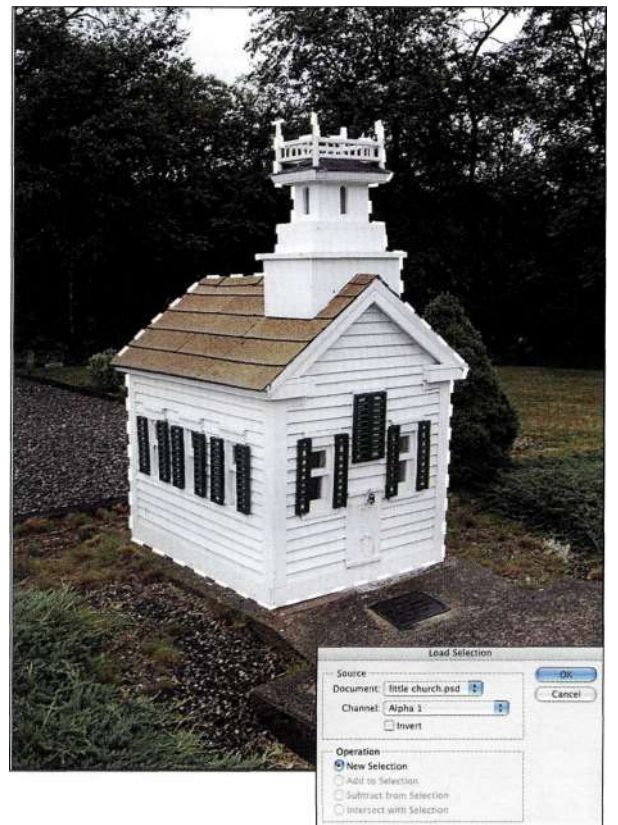 Load Selection
Source
Document: little church.psd
Channel: Alpha 1
Invert
OK
Cancel
Operation
New Selection
Add to Selection
Subtract from Selection
Intersect with Selection